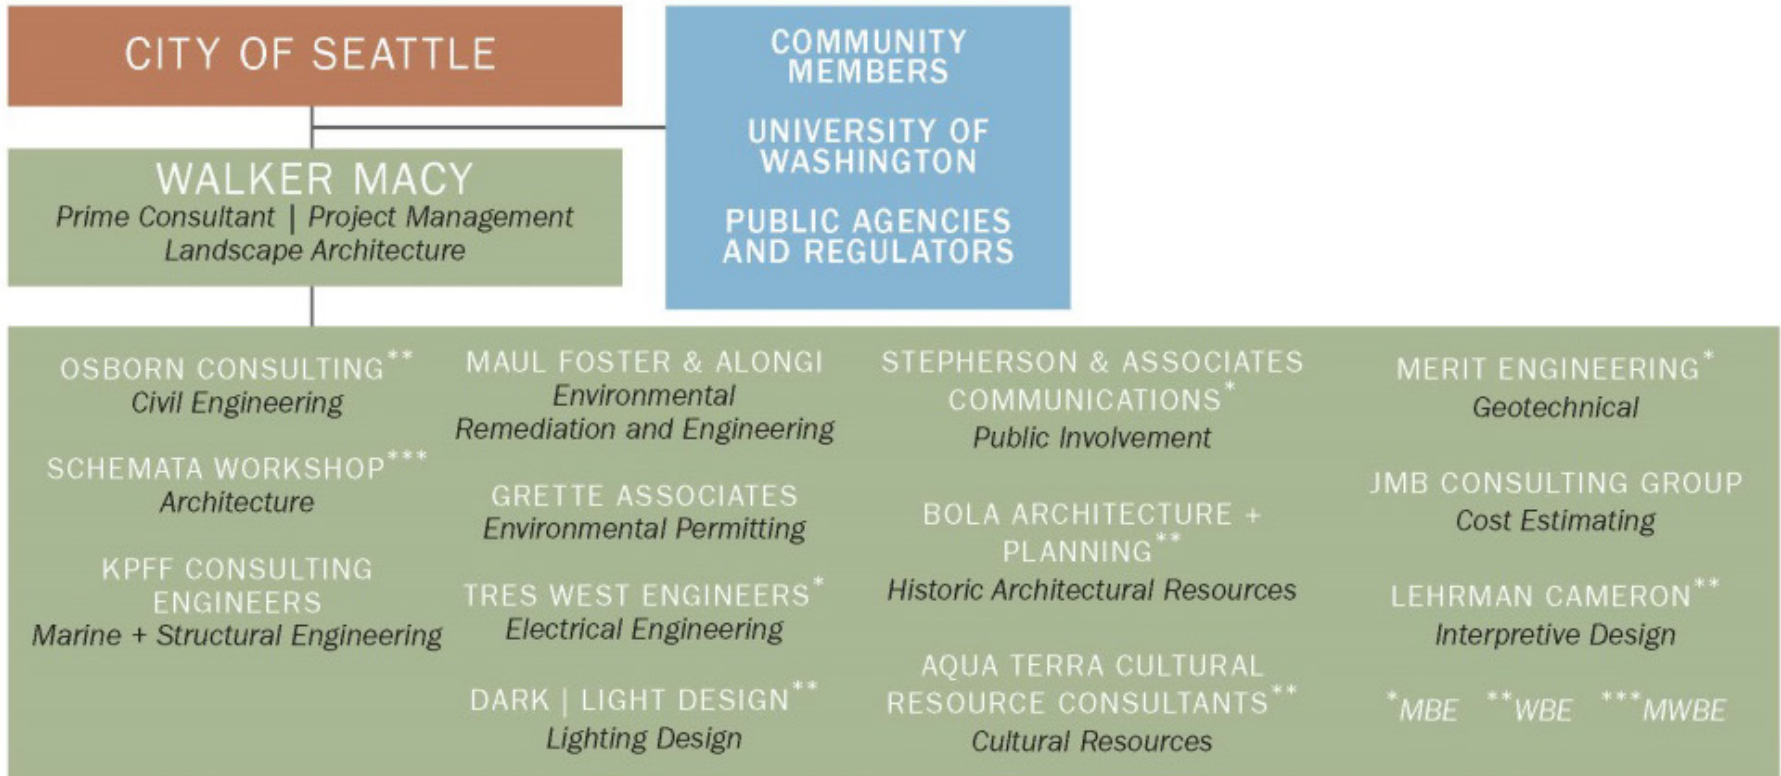 CITY OF SEATTLE
COMMUNITY
MEMBERS
UNIVERSITY OF
WASHINGTON
PUBLIC AGENCIES
AND REGULATORS
WALKER MACY
Prime Consultant | Project Management
Landscape Architecture
OSBORN CONSULTING**
Civil Engineering
SCHEMATA WORKSHOP***
Architecture
KPFF CONSULTING
ENGINEERS
Marine + Structural Engineering
MAUL FOSTER & ALONGI
Environmental
Remediation and Engineering
GRETTE ASSOCIATES
Environmental Permitting
TRES WEST ENGINEERS*
Electrical Engineering
DARK | LIGHT DESIGN**
Lighting Design
STEPHERSON & ASSOCIATES
COMMUNICATIONS*
Public Involvement
BOLA ARCHITECTURE +
PLANNING**
Historic Architectural Resources
AQUA TERRA CULTURAL
RESOURCE CONSULTANTS**
Cultural Resources
MERIT ENGINEERING*
Geotechnical
JMB CONSULTING GROUP
Cost Estimating
LEHRMAN CAMERON**
Interpretive Design
*MBE **WBE ***MWBE